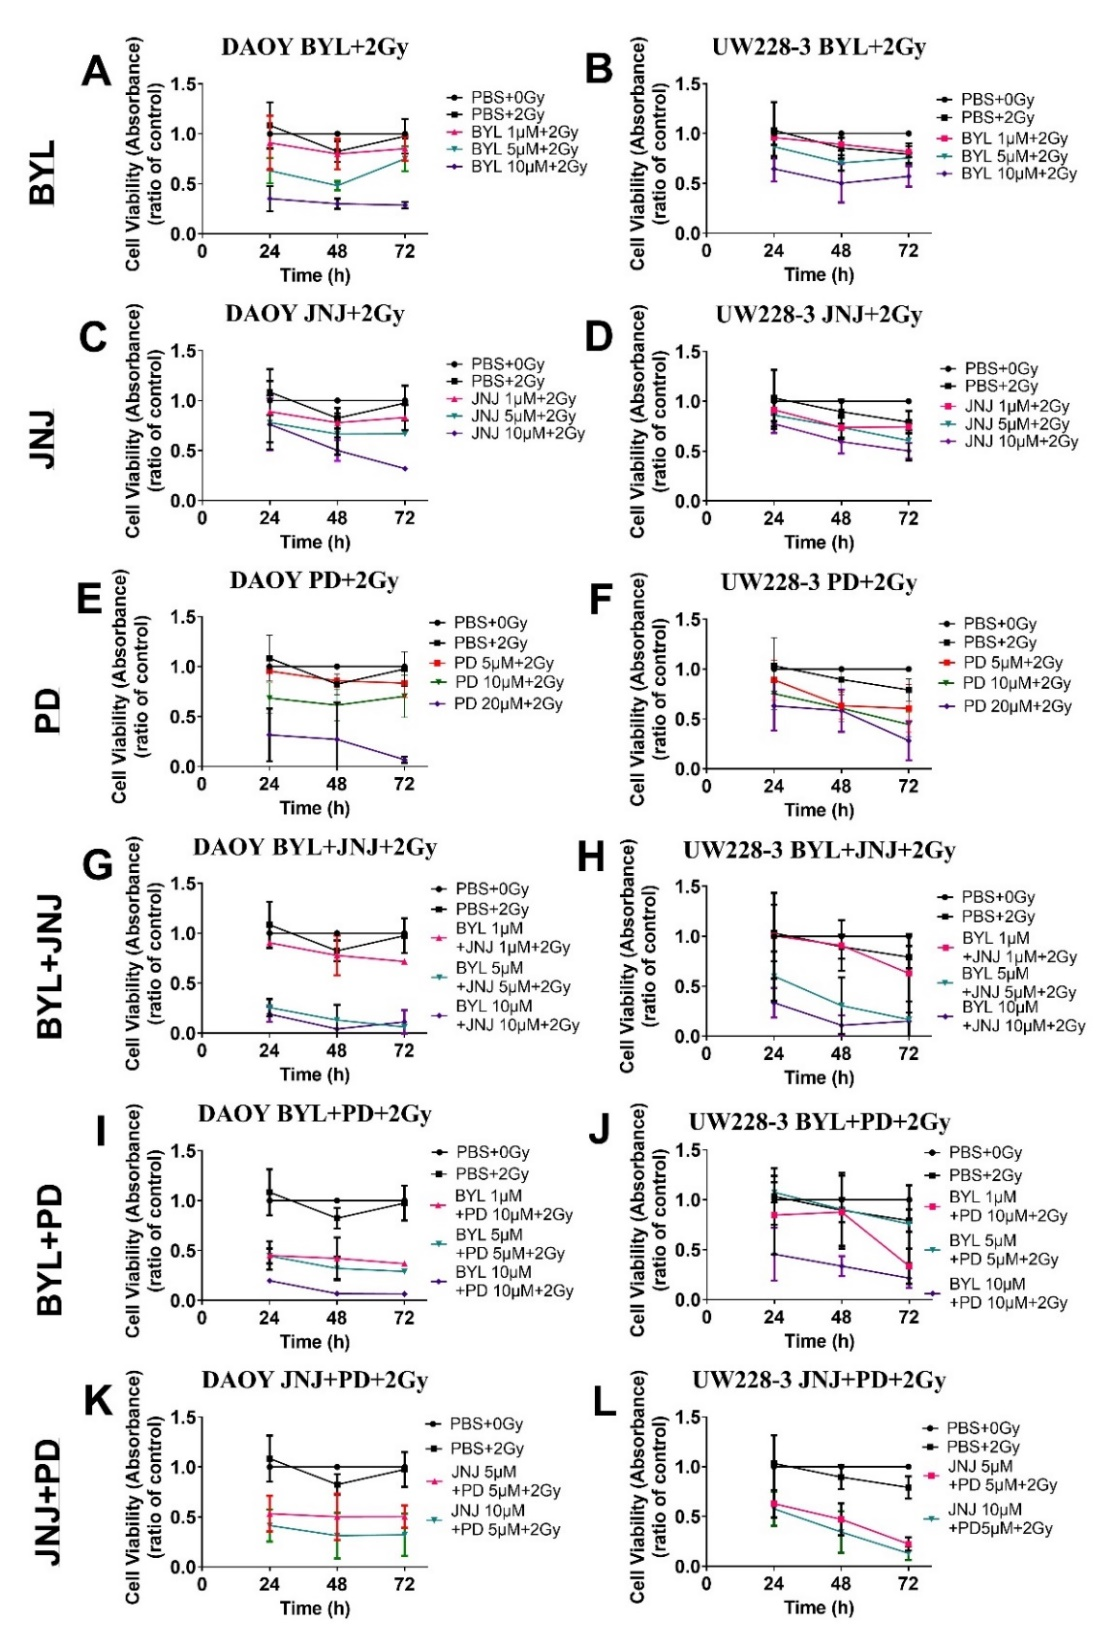 A
DAOY BYL+2Gy
BYL
Cell Viability (Absorbance)
(ratio of control)
1.5
1.0
0.5
0.0
0
24
48
72
Time (h)
PBS+0Gy
PBS+2Gy
BYL 1µM+2Gy
BYL 5µM+2Gy
BYL 10µM+2Gy
B
UW228-3 BYL+2Gy
Cell Viability (Absorbance)
(ratio of control)
1.5
1.0
0.5
0.0
0
24
48
72
Time (h)
PBS+0Gy
PBS+2Gy
BYL 1µM+2Gy
BYL 5µM+2Gy
BYL 10µM+2Gy
C
DAOY JNJ+2Gy
JNJ
Cell Viability (Absorbance)
(ratio of control)
1.5
1.0
0.5
0.0
0
24
48
72
Time (h)
PBS+0Gy
PBS+2Gy
JNJ 1µM+2Gy
JNJ 5µM+2Gy
JNJ 10µM+2Gy
D
UW228-3 JNJ+2Gy
Cell Viability (Absorbance)
(ratio of control)
1.5
1.0
0.5
0.0
0
24
48
72
Time (h)
PBS+0Gy
PBS+2Gy
JNJ 1µM+2Gy
JNJ 5µM+2Gy
JNJ 10µM+2Gy
E
DAOY PD+2Gy
PD
Cell Viability (Absorbance)
(ratio of control)
1.5
1.0
0.5
0.0
0
24
48
72
Time (h)
PBS+0Gy
PBS+2Gy
PD 5µM+2Gy
PD 10µM+2Gy
PD 20µM+2Gy
F
UW228-3 PD+2Gy
Cell Viability (Absorbance)
(ratio of control)
1.5
1.0
0.5
0.0
0
24
48
72
Time (h)
PBS+0Gy
PBS+2Gy
PD 5µM+2Gy
PD 10µM+2Gy
PD 20µM+2Gy
G
DAOY BYL+JNJ+2Gy
BYL+JNJ
Cell Viability (Absorbance)
(ratio of control)
1.5
1.0
0.5
0.0
0
24
48
72
Time (h)
PBS+0Gy
PBS+2Gy
BYL 1µM
+JNJ 1µM+2Gy
BYL 5µM
+JNJ 5µM+2Gy
BYL 10µM
+JNJ 10µM+2Gy
H
UW228-3 BYL+JNJ+2Gy
Cell Viability (Absorbance)
(ratio of control)
1.5
1.0
0.5
0.0
0
24
48
72
Time (h)
PBS+0Gy
PBS+2Gy
BYL 1µM
+JNJ 1µM+2Gy
BYL 5µM
+JNJ 5µM+2Gy
BYL 10µM
+JNJ 10µM+2Gy
I
DAOY BYL+PD+2Gy
BYL+PD
Cell Viability (Absorbance)
(ratio of control)
1.5
1.0
0.5
0.0
0
24
48
72
Time (h)
PBS+0Gy
PBS+2Gy
BYL 1µM
+PD 10µM+2Gy
BYL 5µM
+PD 5µM+2Gy
BYL 10µM
+PD 10µM+2Gy
J
UW228-3 BYL+PD+2Gy
Cell Viability (Absorbance)
(ratio of control)
1.5
1.0
0.5
0.0
0
24
48
72
Time (h)
PBS+0Gy
PBS+2Gy
BYL 1µM
+PD 10µM+2Gy
BYL 5µM
+PD 5µM+2Gy
BYL 10µM
+PD 10µM+2Gy
K
DAOY JNJ+PD+2Gy
JNJ+PD
Cell Viability (Absorbance)
(ratio of control)
1.5
1.0
0.5
0.0
0
24
48
72
Time (h)
PBS+0Gy
PBS+2Gy
JNJ 5µM
+PD 5µM+2Gy
JNJ 10µM
+PD 5µM+2Gy
L
UW228-3 JNJ+PD+2Gy
Cell Viability (Absorbance)
(ratio of control)
1.5
1.0
0.5
0.0
0
24
48
72
Time (h)
PBS+0Gy
PBS+2Gy
JNJ 5µM
+PD 5µM+2Gy
JNJ 10µM
+PD5µM+2Gy